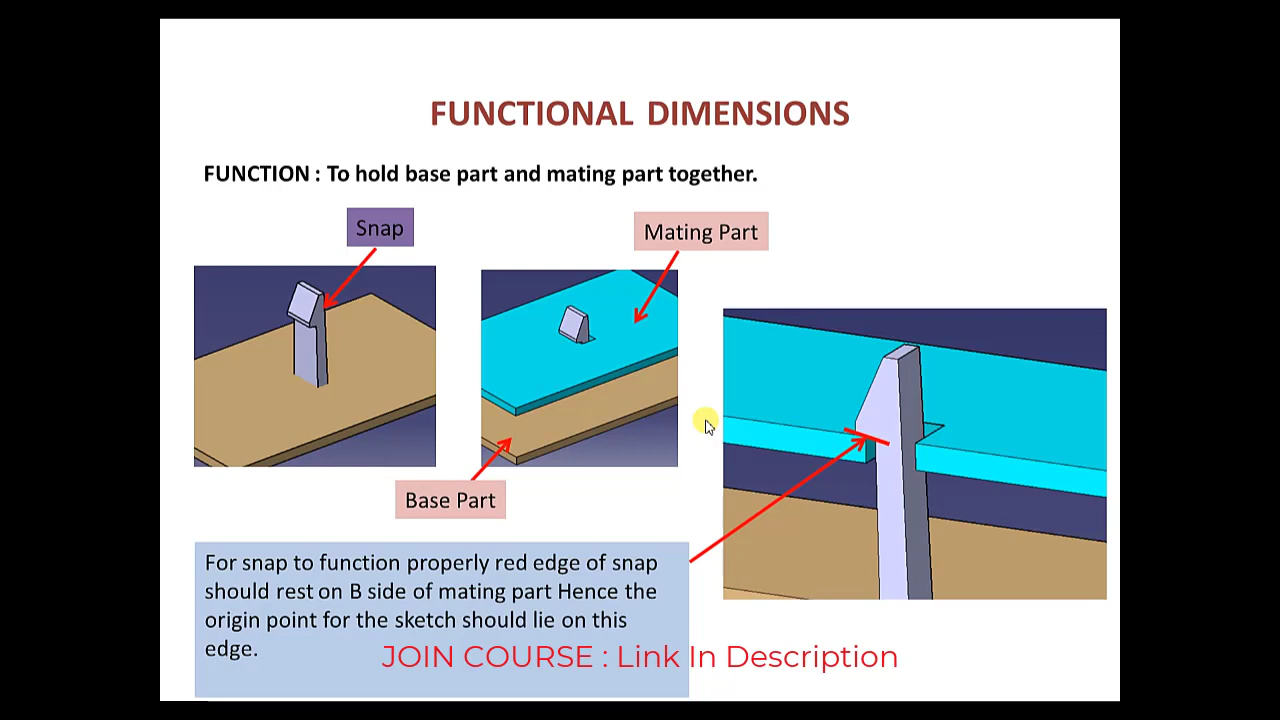 FUNCTIONAL DIMENSIONS
FUNCTION : To hold base part and mating part together.
Snap
Mating Part
Base Part
For snap to function properly red edge of snap
should rest on B side of mating part Hence the
origin point for the sketch should lie on this
edge.
JOIN COURSE : Link In Description